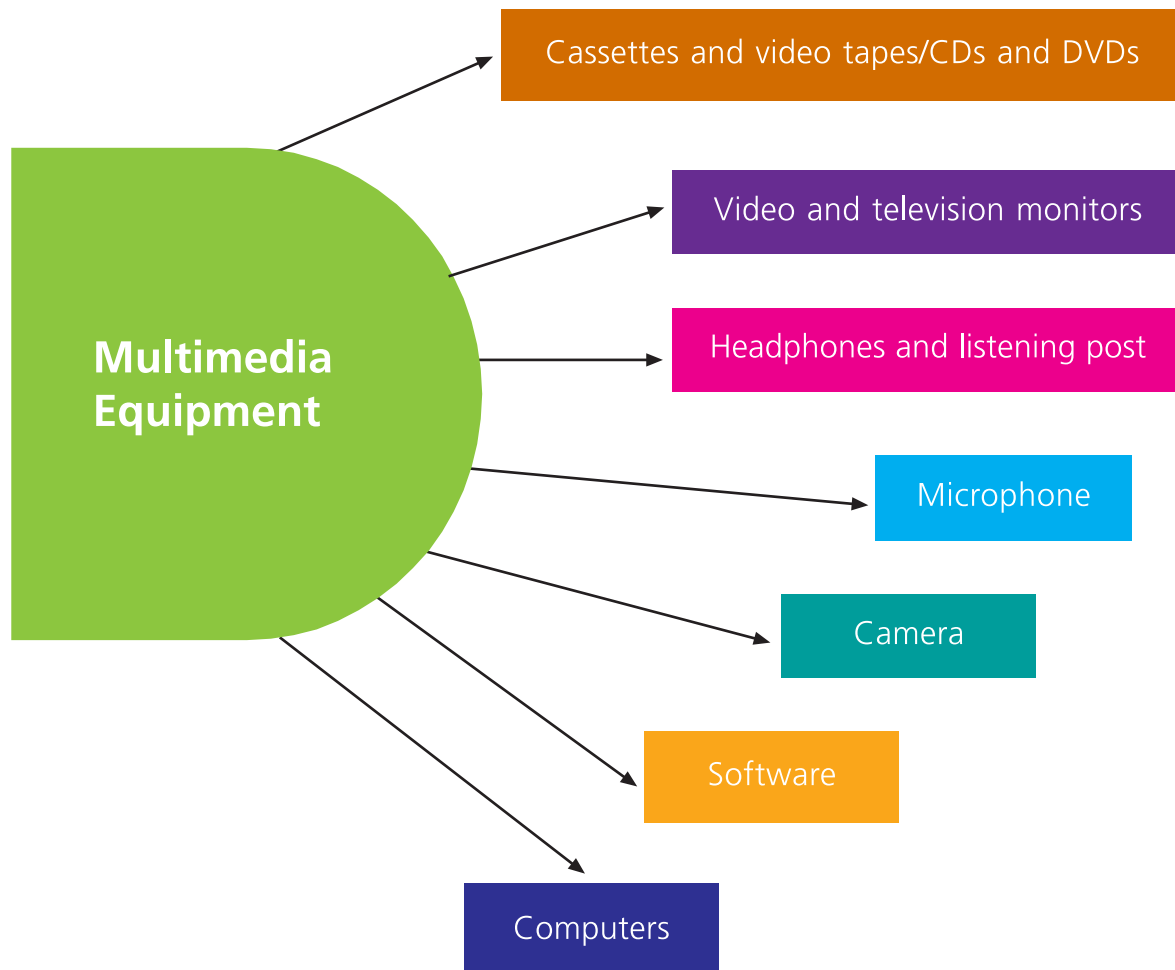 Cassettes and video tapes/CDs and DVDs
Video and television monitors
Headphones and listening post
Multimedia
Equipment
Microphone
Camera
Software
Computers